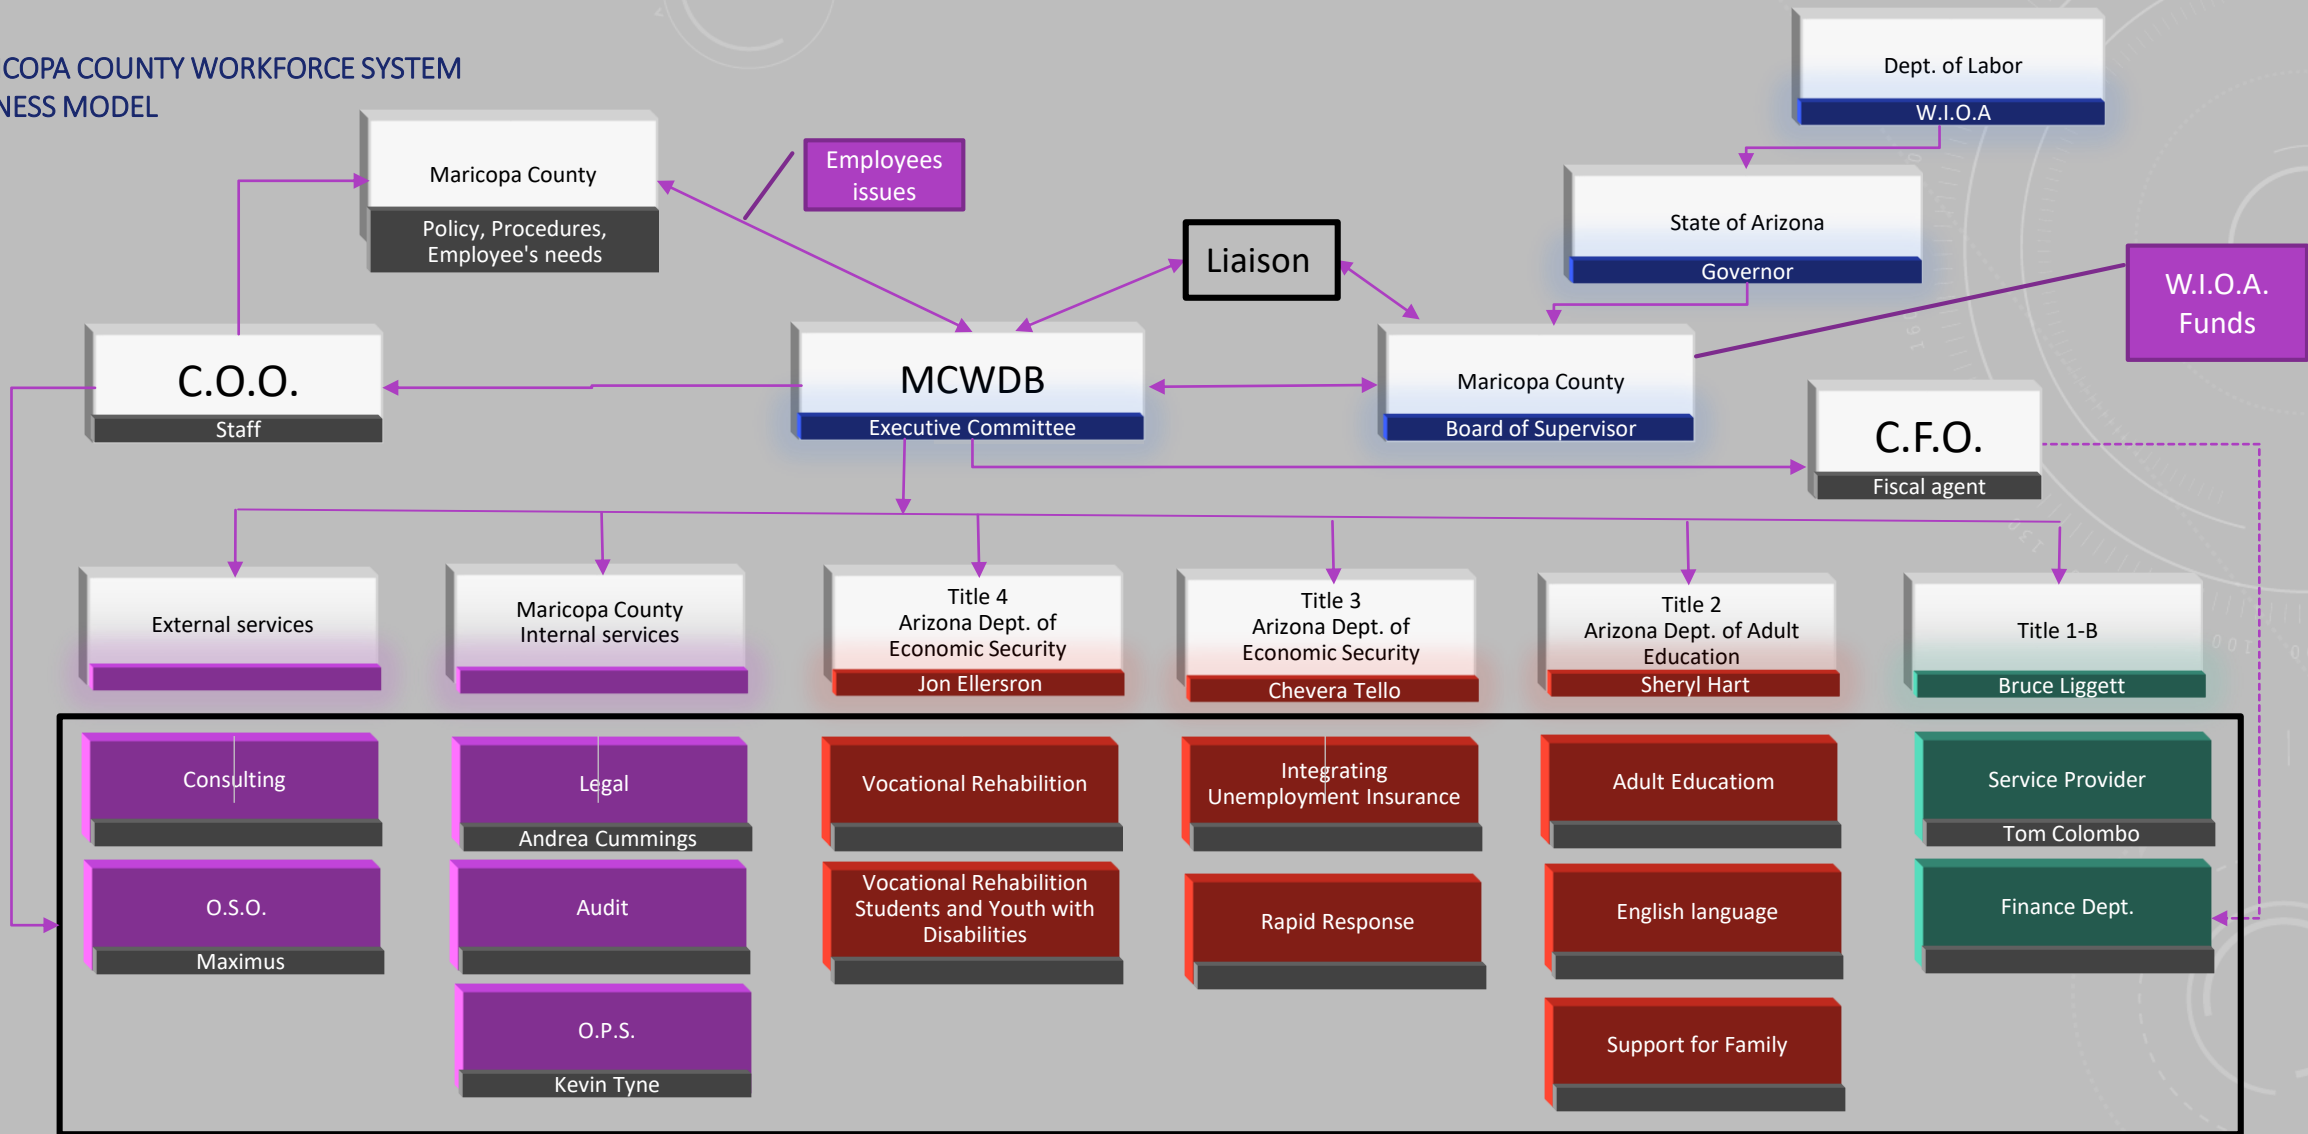 COPA COUNTY WORKFORCE SYSTEM
NESS MODEL
Dept. of Labor
W.I.O.A
Maricopa County
Policy, Procedures,
Employee's needs
Employees
issues
State of Arizona
Governor
Liaison
W.I.O.A.
Funds
C.O.O.
Staff
MCWDB
Executive Committee
Maricopa County
Board of Supervisor
C.F.O.
Fiscal agent
External services
Maricopa County
Internal services
Title 4
Arizona Dept. of
Economic Security
Jon Ellersron
Title 3
Arizona Dept. of
Economic Security
Chevera Tello
Title 2
Arizona Dept. of Adult
Education
Sheryl Hart
Title 1-B
Bruce Liggett
Consulting
O.S.O.
Maximus
Legal
Andrea Cummings
Audit
O.P.S.
Kevin Tyne
Vocational Rehabilition
Vocational Rehabilition
Students and Youth with
Disabilities
Integrating
Unemployment Insurance
Rapid Response
Adult Educatiom
English language
Support for Family
Service Provider
Tom Colombo
Finance Dept.